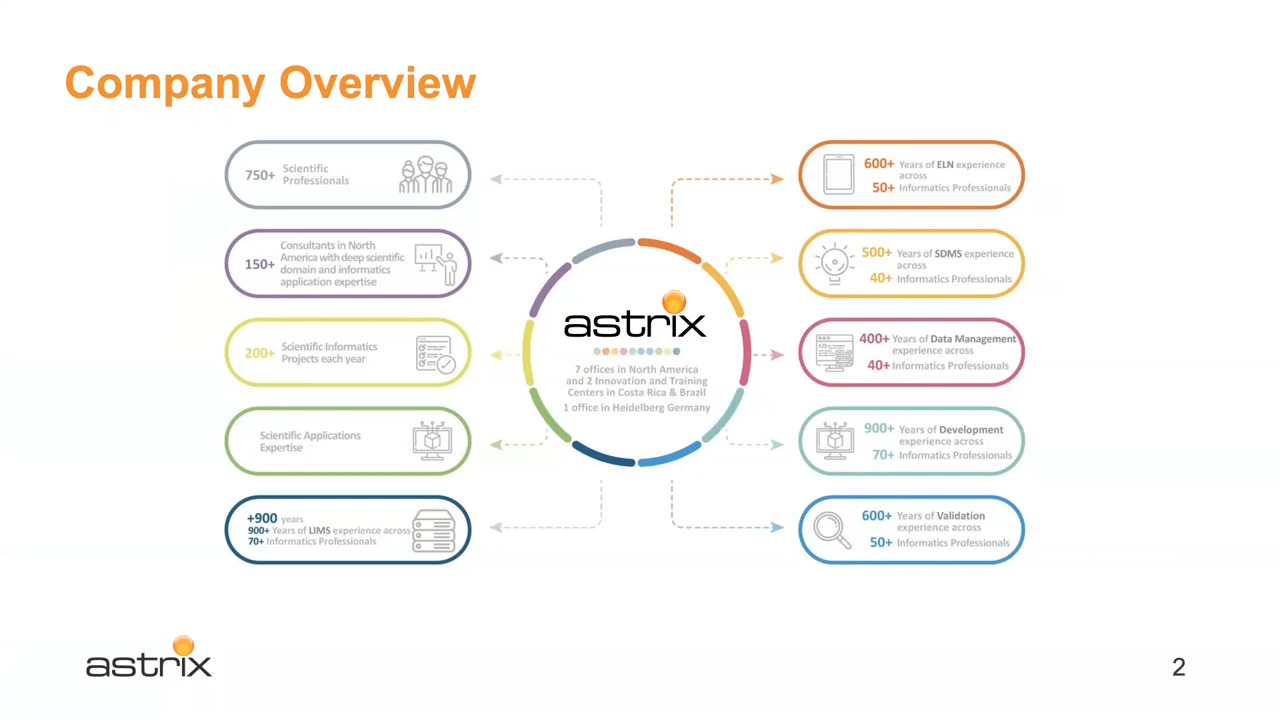 Company Overview
750+ Scientific
Professionals
150+ Consultants in North
America with deep scientific
domain and informatics
application expertise
200+ Scientific Informatics
Projects each year
Scientific Applications
Expertise
+900 years
900+ Years of LIMS experience across
70+ Informatics Professionals
astrix
7 offices in North America
and 2 Innovation and Training
Centers in Costa Rica & Brazil
1 office in Heidelberg Germany
600+ Years of ELN experience
across
50+ Informatics Professionals
500+ Years of SDMS experience
across
40+ Informatics Professionals
400+ Years of Data Management
experience across
40+ Informatics Professionals
900+ Years of Development
experience across
70+ Informatics Professionals
600+ Years of Validation
experience across
50+ Informatics Professionals
astrix
2